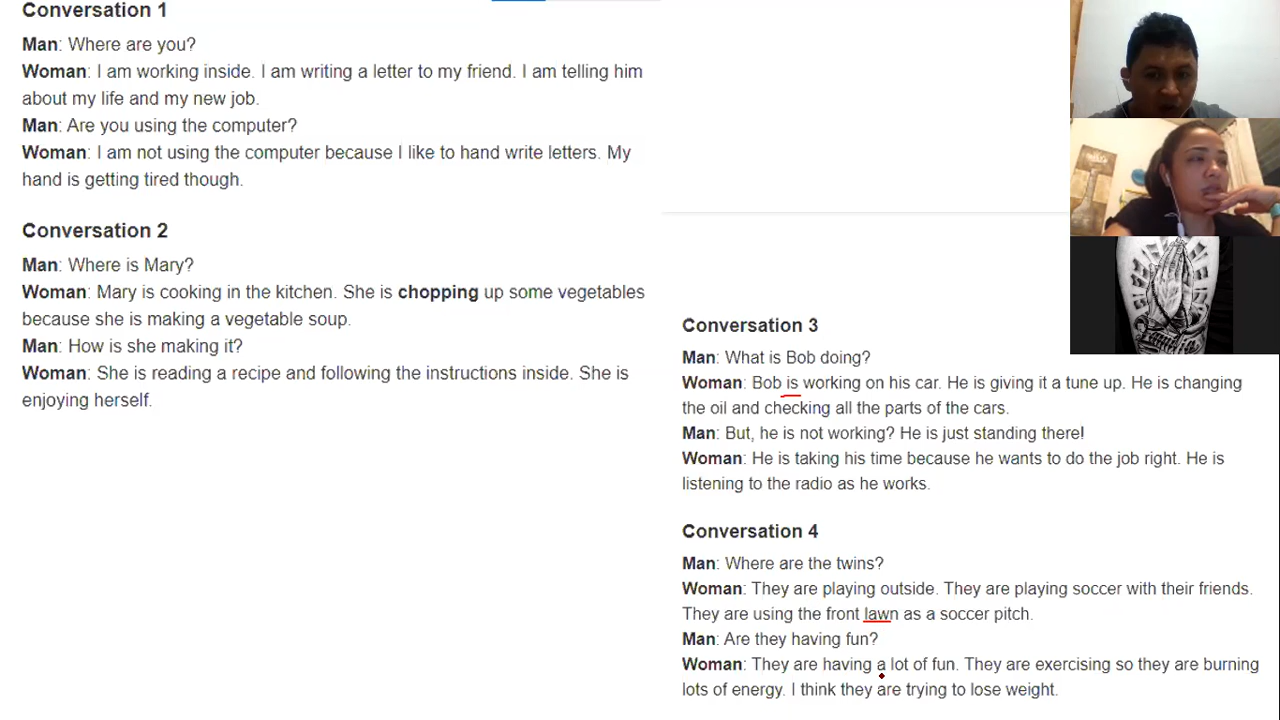 Conversation 1
Man: Where are you?
Woman: I am working inside. I am writing a letter to my friend. I am telling him
about my life and my new job.
Man: Are you using the computer?
Woman: I am not using the computer because I like to hand write letters. My
hand is getting tired though.
Conversation 2
Man: Where is Mary?
Woman: Mary is cooking in the kitchen. She is chopping up some vegetables
because she is making a vegetable soup.
Man: How is she making it?
Woman: She is reading a recipe and following the instructions inside. She is
enjoying herself.
Conversation 3
Man: What is Bob doing?
Woman: Bob is working on his car. He is giving it a tune up. He is changing
the oil and checking all the parts of the cars.
Man: But, he is not working? He is just standing there!
Woman: He is taking his time because he wants to do the job right. He is
listening to the radio as he works.
Conversation 4
Man: Where are the twins?
Woman: They are playing outside. They are playing soccer with their friends.
They are using the front lawn as a soccer pitch.
Man: Are they having fun?
Woman: They are having a lot of fun. They are exercising so they are burning
lots of energy. I think they are trying to lose weight.